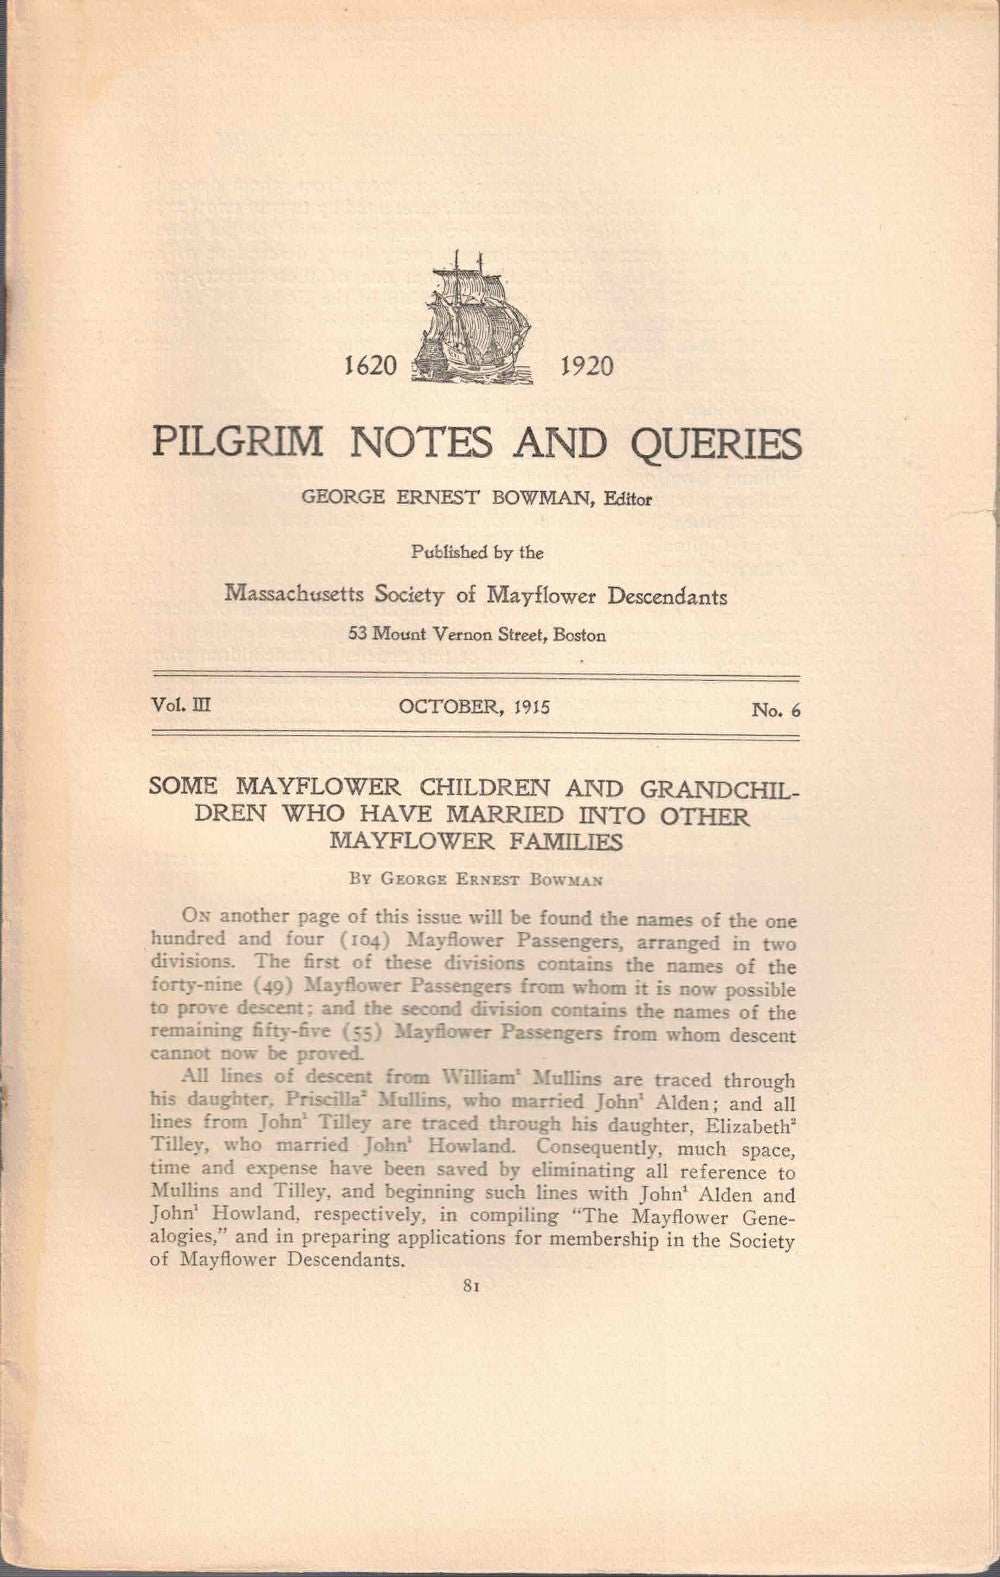 1620 1920
PILGRIM NOTES AND QUERIES
GEORGE ERNEST BOWMAN, Editor
Published by the
Massachusetts Society of Mayflower Descendants
53 Mount Vernon Street, Boston
Vol. III OCTOBER, 1915 No. 6
SOME MAYFLOWER CHILDREN AND GRANDCHIL-
DREN WHO HAVE MARRIED INTO OTHER
MAYFLOWER FAMILIES
BY GEORGE ERNEST BOWMAN
ON another page of this issue will be found the names of the one
hundred and four (104) Mayflower Passengers, arranged in two
divisions. The first of these divisions contains the names of the
forty-nine (49) Mayflower Passengers from whom it is now possible
to prove descent; and the second division contains the names of the
remaining fifty-five (55) Mayflower Passengers from whom descent
cannot now be proved.
All lines of descent from William¹ Mullins are traced through
his daughter, Priscilla² Mullins, who married John¹ Alden; and all
lines from John¹ Tilley are traced through his daughter, Elizabeth²
Tilley, who married John¹ Howland. Consequently, much space,
time and expense have been saved by eliminating all reference to
Mullins and Tilley, and beginning such lines with John¹ Alden and
John¹ Howland, respectively, in compiling "The Mayflower Gene-
alogies," and in preparing applications for membership in the Society
of Mayflower Descendants.
81